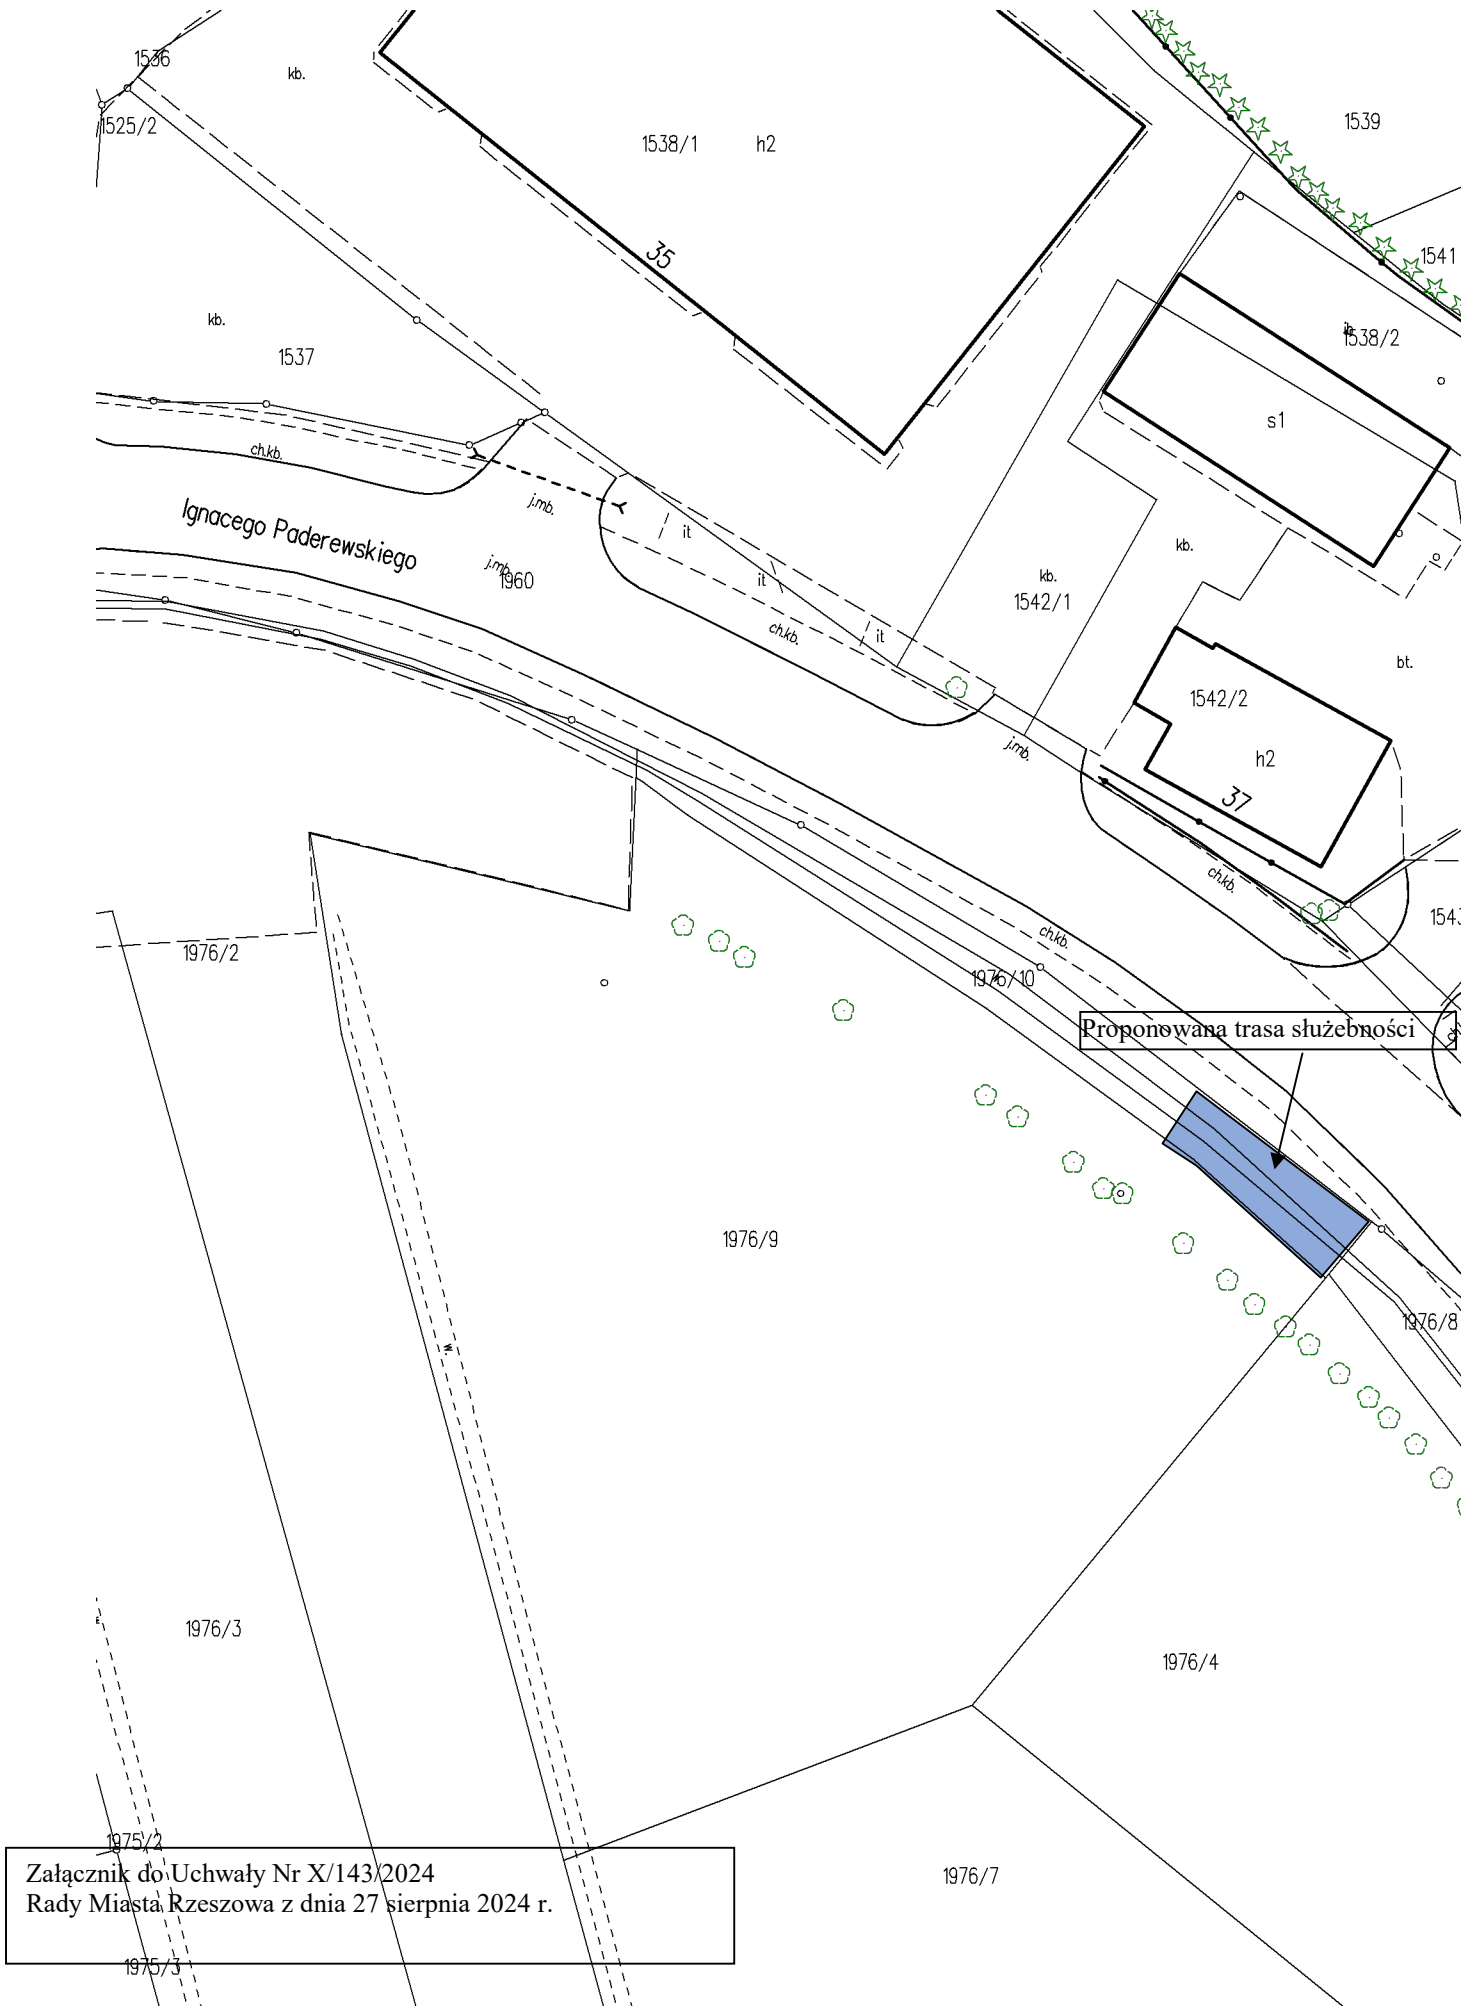 1536
kb.
1525/2
1538/1
h2
1539
35
1541
kb.
1537
1538/2
s1
ch.kb.
j.mb.
Ignacego Paderewskiego
it
j.mb.
1960
it
kb.
kb.
1542/1
ch.kb.
it
bt.
1542/2
j.mb.
h2
37
ch.kb.
1543
ch.kb.
1976/2
1976/10
Proponowana trasa służebności
1976/9
1976/8
w.
1976/3
1976/4
1975/2
Załącznik do Uchwały Nr X/143/2024
Rady Miasta Rzeszowa z dnia 27 sierpnia 2024 r.
1976/7
1975/3